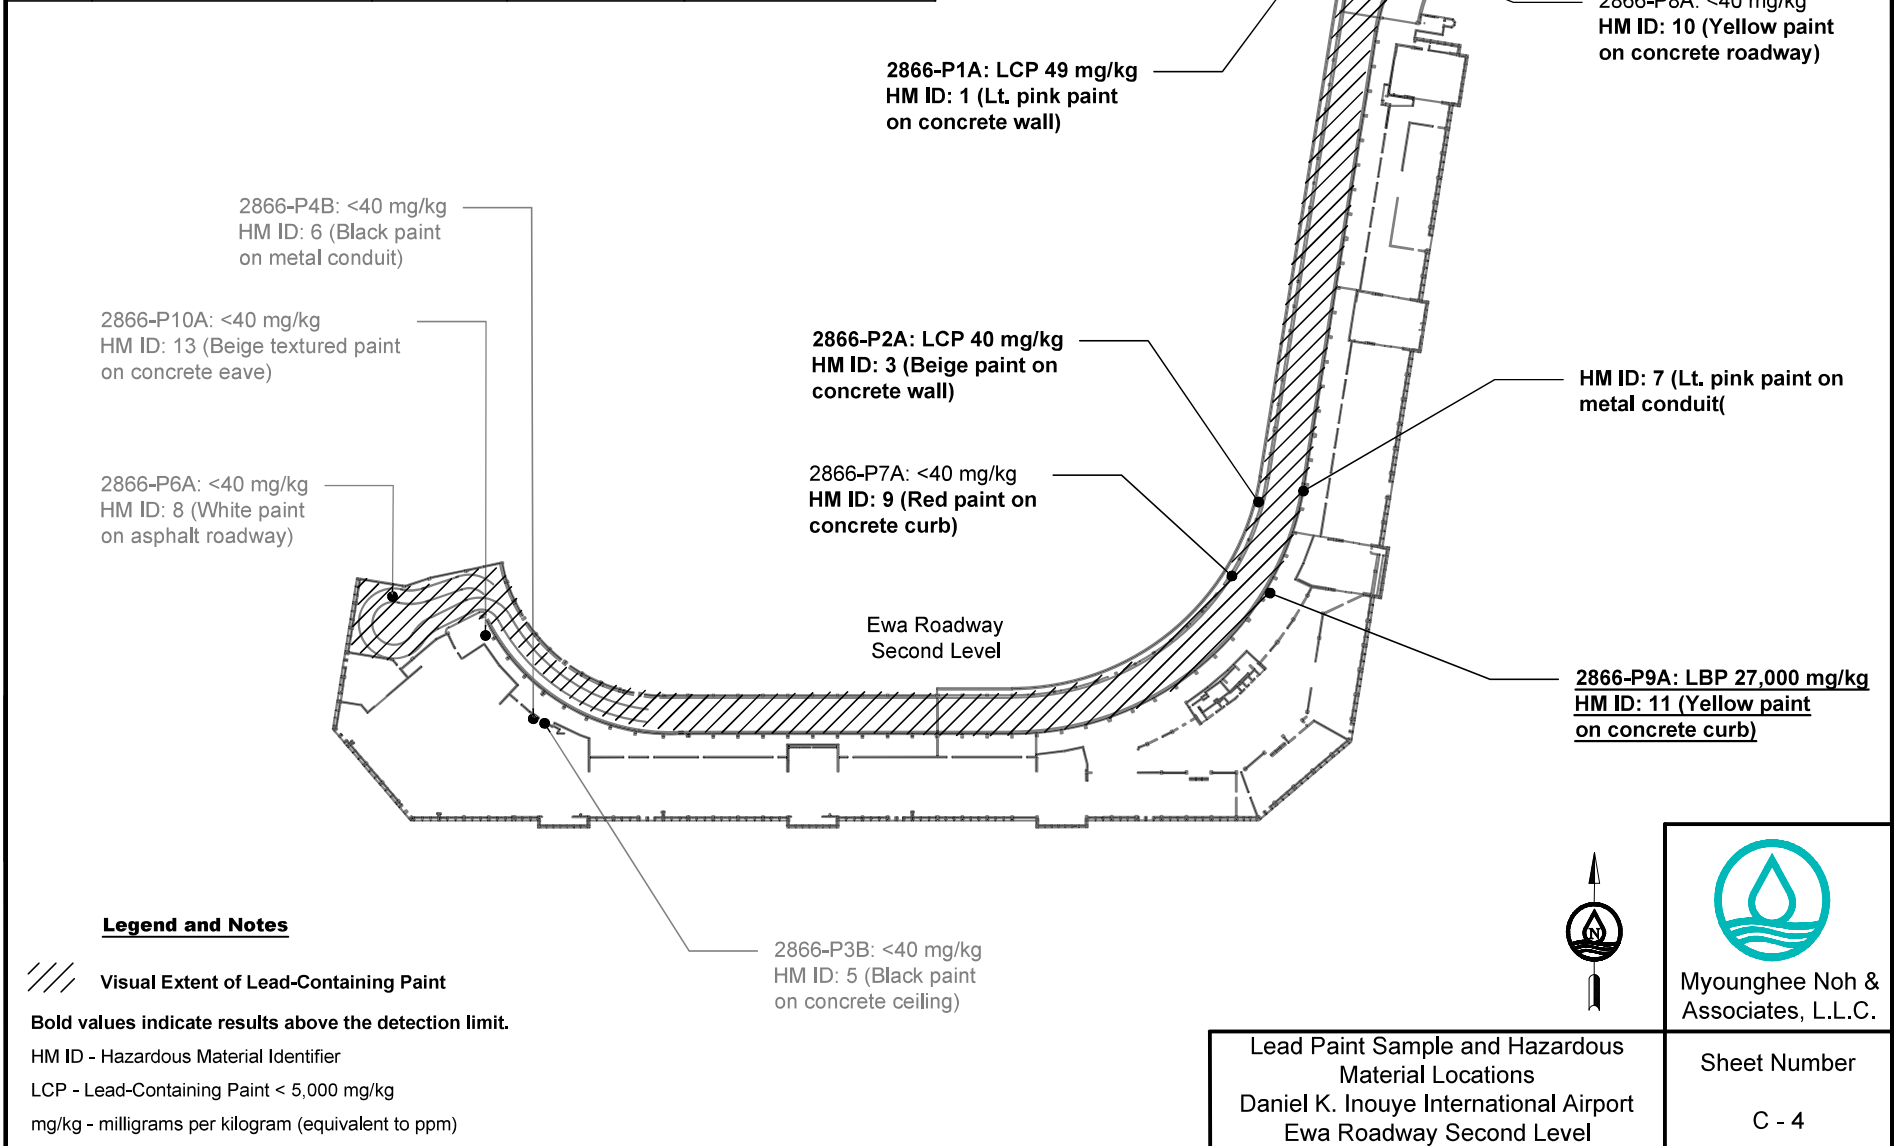 2866-P8A: <40 mg/kg
HM ID: 10 (Yellow paint
on concrete roadway)
2866-P1A: LCP 49 mg/kg
HM ID: 1 (Lt. pink paint
on concrete wall)
2866-P4B: <40 mg/kg
HM ID: 6 (Black paint
on metal conduit)
2866-P10A: <40 mg/kg
HM ID: 13 (Beige textured paint
on concrete eave)
2866-P2A: LCP 40 mg/kg
HM ID: 3 (Beige paint on
concrete wall)
HM ID: 7 (Lt. pink paint on
metal conduit(
2866-P6A: <40 mg/kg
HM ID: 8 (White paint
on asphalt roadway)
2866-P7A: <40 mg/kg
HM ID: 9 (Red paint on
concrete curb)
Ewa Roadway
Second Level
2866-P9A: LBP 27,000 mg/kg
HM ID: 11 (Yellow paint
on concrete curb)
2866-P3B: <40 mg/kg
HM ID: 5 (Black paint
on concrete ceiling)
Legend and Notes
Visual Extent of Lead-Containing Paint
Bold values indicate results above the detection limit.
HM ID - Hazardous Material Identifier
LCP - Lead-Containing Paint < 5,000 mg/kg
mg/kg - milligrams per kilogram (equivalent to ppm)
N
Myounghee Noh &
Associates, L.L.C.
Lead Paint Sample and Hazardous
Material Locations
Daniel K. Inouye International Airport
Ewa Roadway Second Level
Sheet Number
C - 4